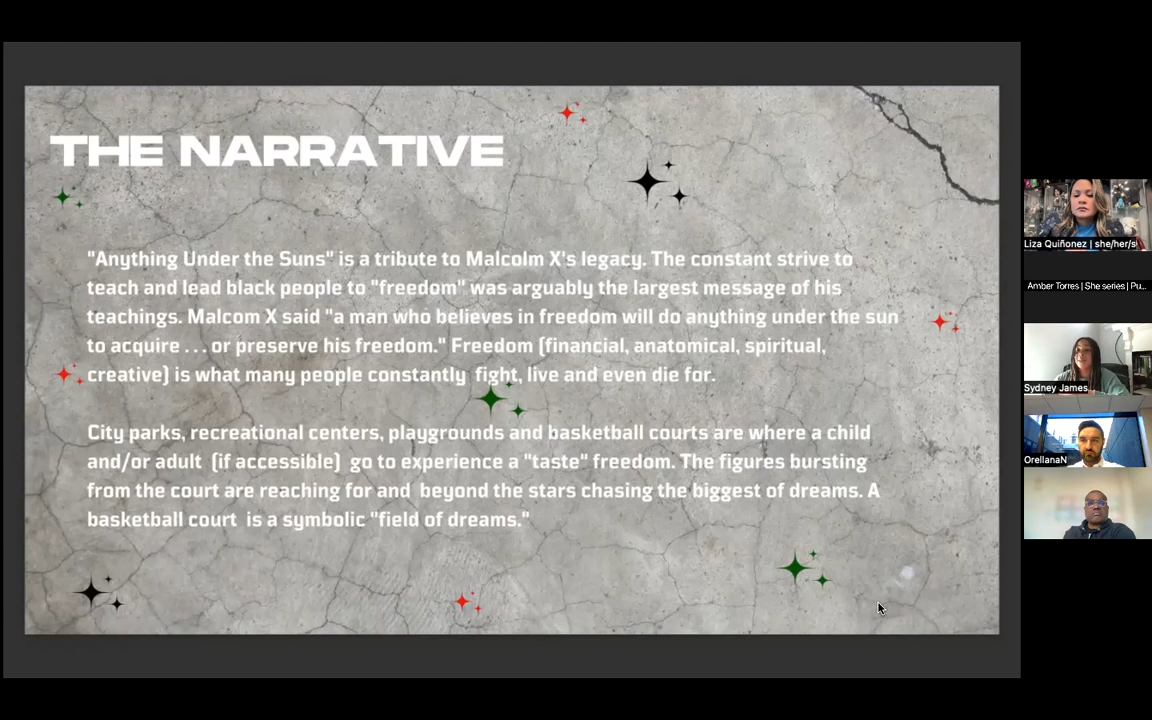 THE NARRATIVE
"Anything Under the Suns" is a tribute to Malcolm X's legacy. The constant strive to
teach and lead black people to "freedom" was arguably the largest message of his
teachings. Malcom X said "a man who believes in freedom will do anything under the sun
to acquire . . . or preserve his freedom." Freedom (financial, anatomical, spiritual,
creative) is what many people constantly  fight, live and even die for.
City parks, recreational centers, playgrounds and basketball courts are where a child
and/or adult  (if accessible)  go to experience a "taste" freedom. The figures bursting
from the court are reaching for and  beyond the stars chasing the biggest of dreams. A
basketball court  is a symbolic "field of dreams."
Liza Quiñonez | she/her/s
Amber Torres | She series | Pu...
Sydney James
OrellanaN